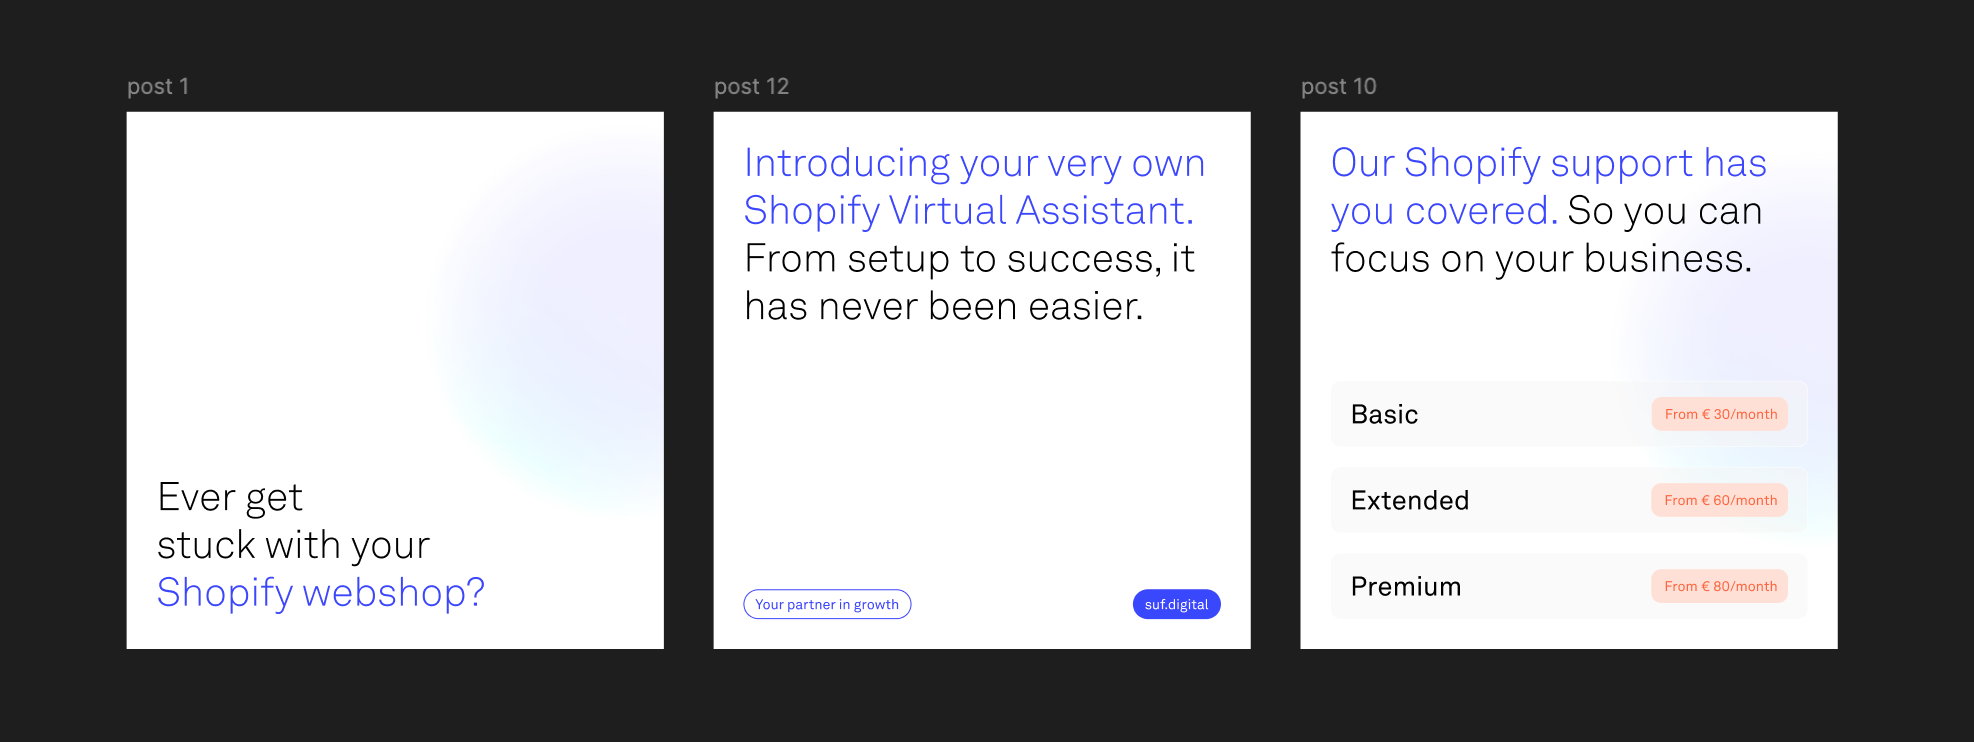 post 1
Ever get
stuck with your
Shopify webshop?
post 12
Introducing your very own
Shopify Virtual Assistant.
From setup to success, it
has never been easier.
Your partner in growth
suf.digital
post 10
Our Shopify support has
you covered. So you can
focus on your business.
Basic
From € 30/month
Extended
From € 60/month
Premium
From € 80/month